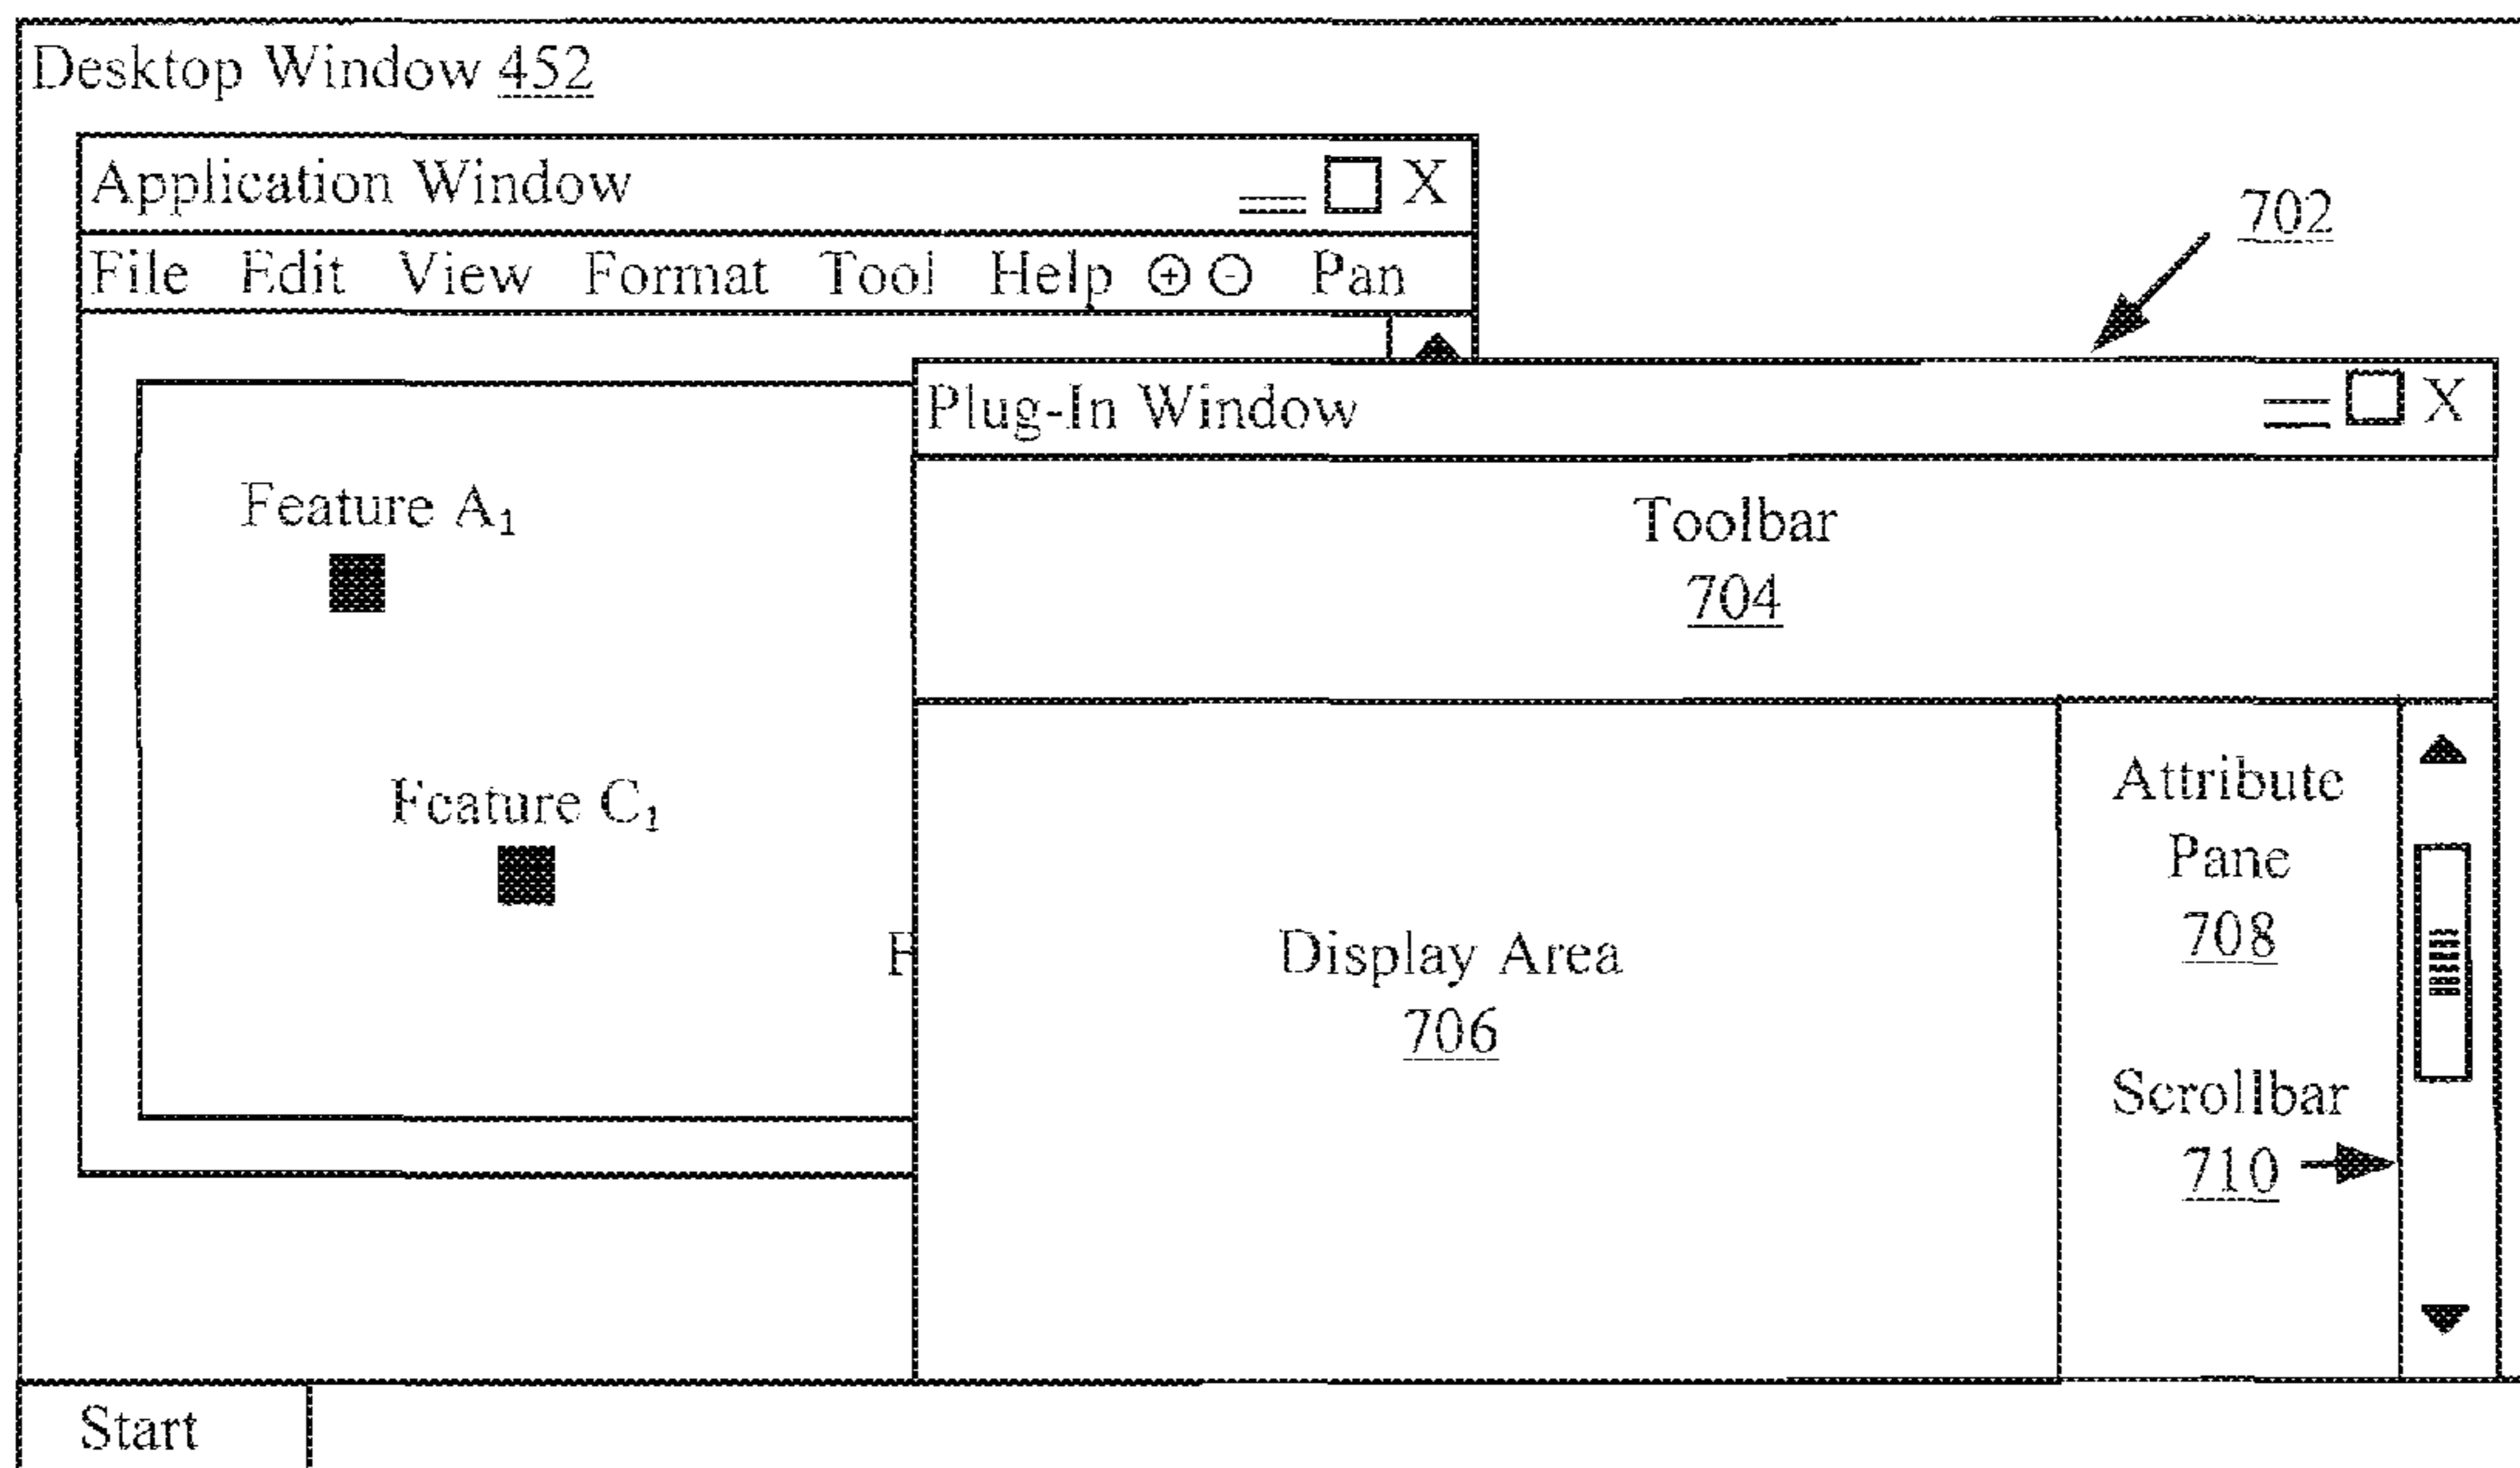 Desktop Window 452
Application Window X
File Edit View Format Tool Help + - Pan
702
Plug-In Window X
Feature A₁
Toolbar
704
Feature C₁
F
Display Area
706
Attribute
Pane
708
Scrollbar
710
Start